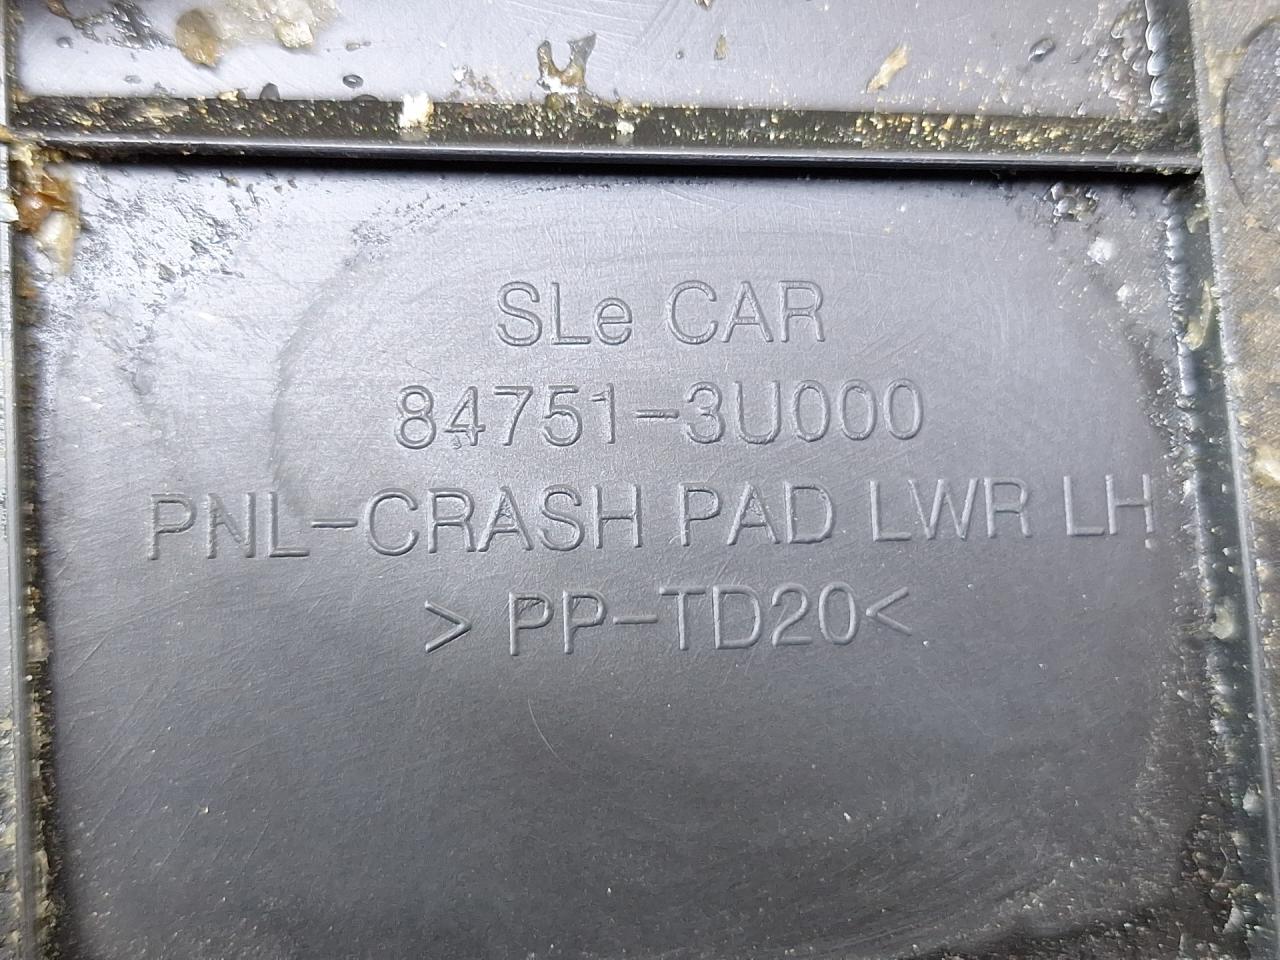 SLe CAR
84751-3U000
PNL-CRASH PAD LWR LH
>PP-TD20<